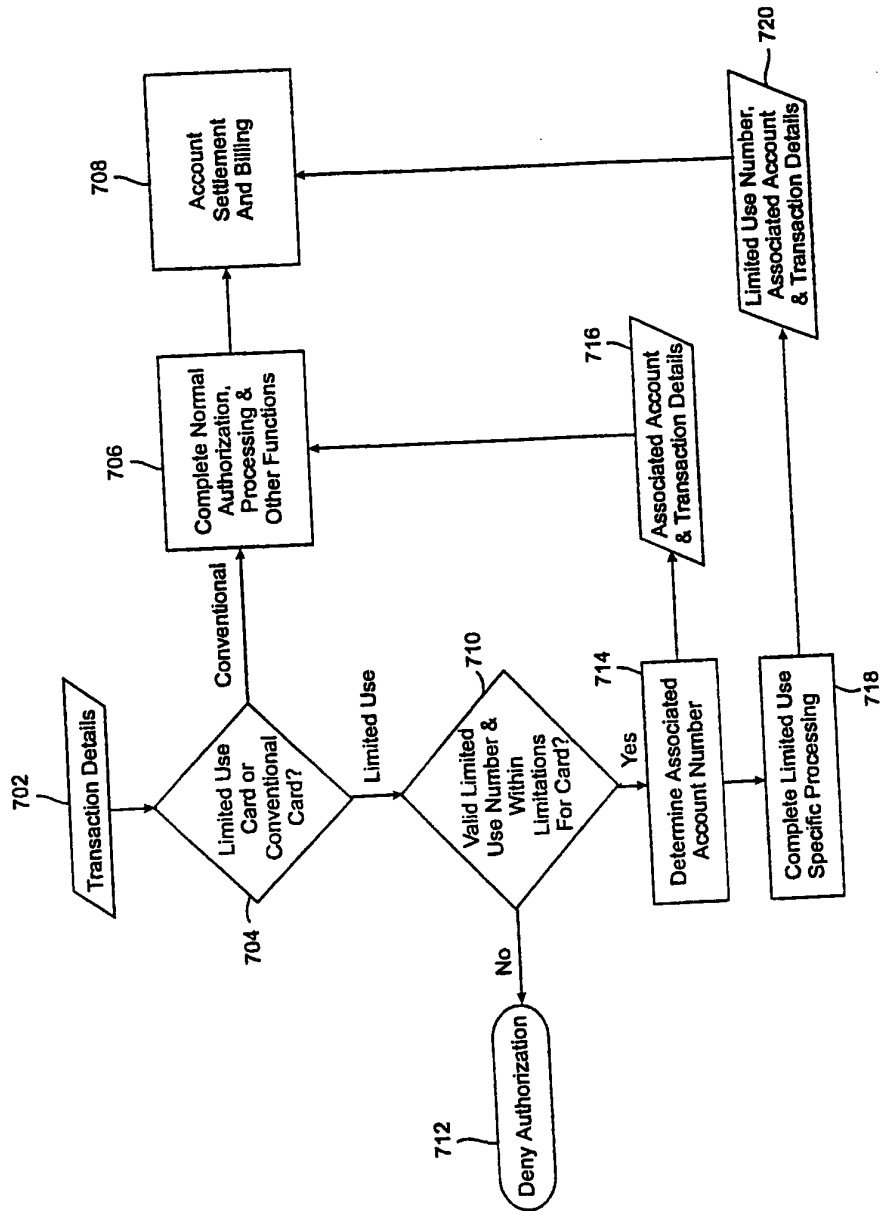 702
Transaction Details
Limited Use
Card or
Conventional
Card?
704
Conventional
706
Complete Normal
Authorization,
Processing &
Other Functions
708
Account
Settlement
And Billing
Limited Use
710
Valid Limited
Use Number &
Within
Limitations
For Card?
No
712
Deny Authorization
Yes
714
Determine Associated
Account Number
716
Associated Account
& Transaction Details
Complete Limited Use
Specific Processing
718
720
Limited Use Number,
Associated Account
& Transaction Details